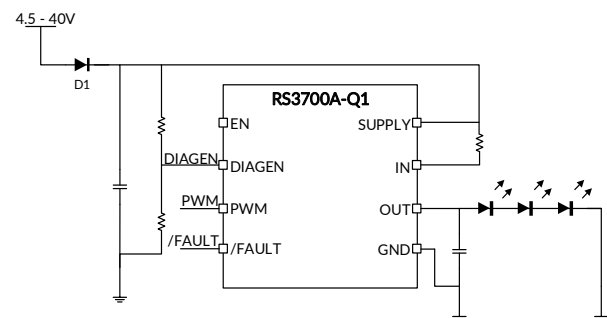 4.5 - 40V
D1
RS3700A-Q1
EN
SUPPLY
DIAGEN
DIAGEN
IN
PWM
PWM
OUT
/FAULT
/FAULT
GND